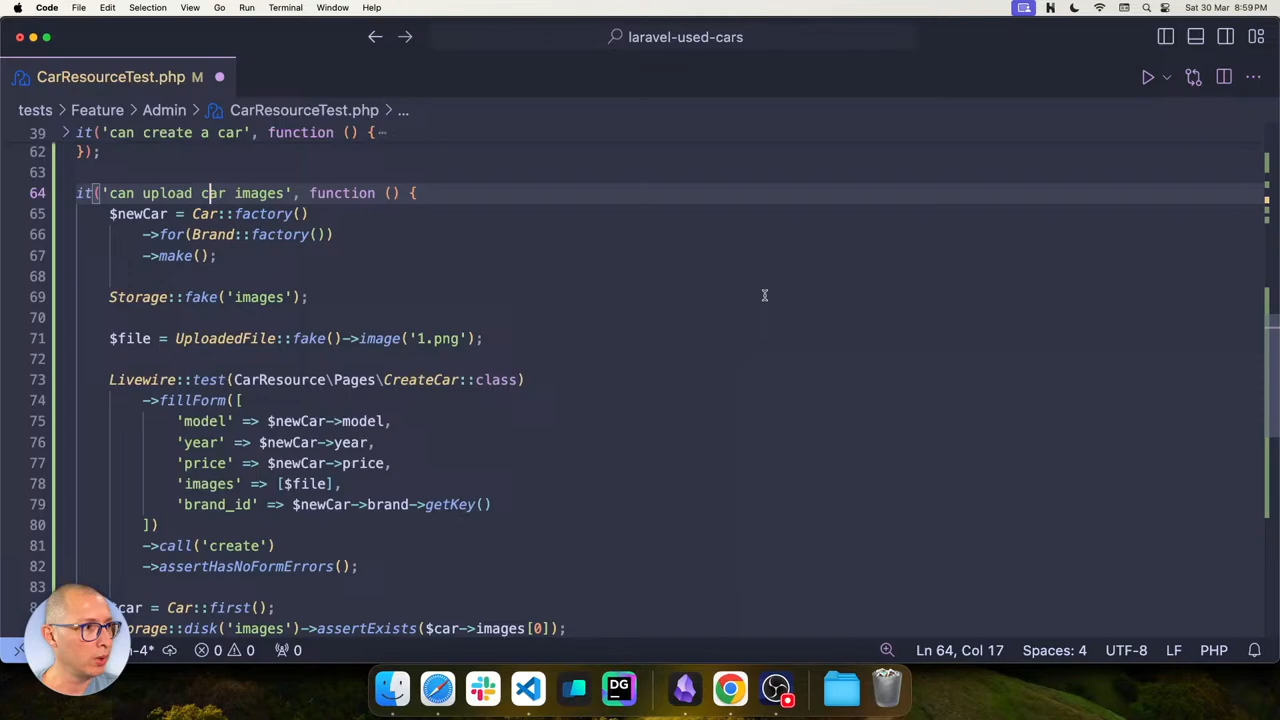 Code File Edit Selection View Go Run Terminal Window Help Sat 30 Mar 8:59 PM
laravel-used-cars
CarResourceTest.php M
tests > Feature > Admin > CarResourceTest.php > ...
39 it('can create a car', function () {⋯
62 });
63
64 it('can upload car images', function () {
65 $newCar = Car::factory()
66 ->for(Brand::factory())
67 ->make();
68
69 Storage::fake('images');
70
71 $file = UploadedFile::fake()->image('1.png');
72
73 Livewire::test(CarResource\Pages\CreateCar::class)
74 ->fillForm([
75 'model' => $newCar->model,
76 'year' => $newCar->year,
77 'price' => $newCar->price,
78 'images' => [$file],
79 'brand_id' => $newCar->brand->getKey()
80 ])
81 ->call('create')
82 ->assertHasNoFormErrors();
83
car = Car::first();
orage::disk('images')->assertExists($car->images[0]);
n-4* 0 0 0 Ln 64, Col 17 Spaces: 4 UTF-8 LF PHP
DG